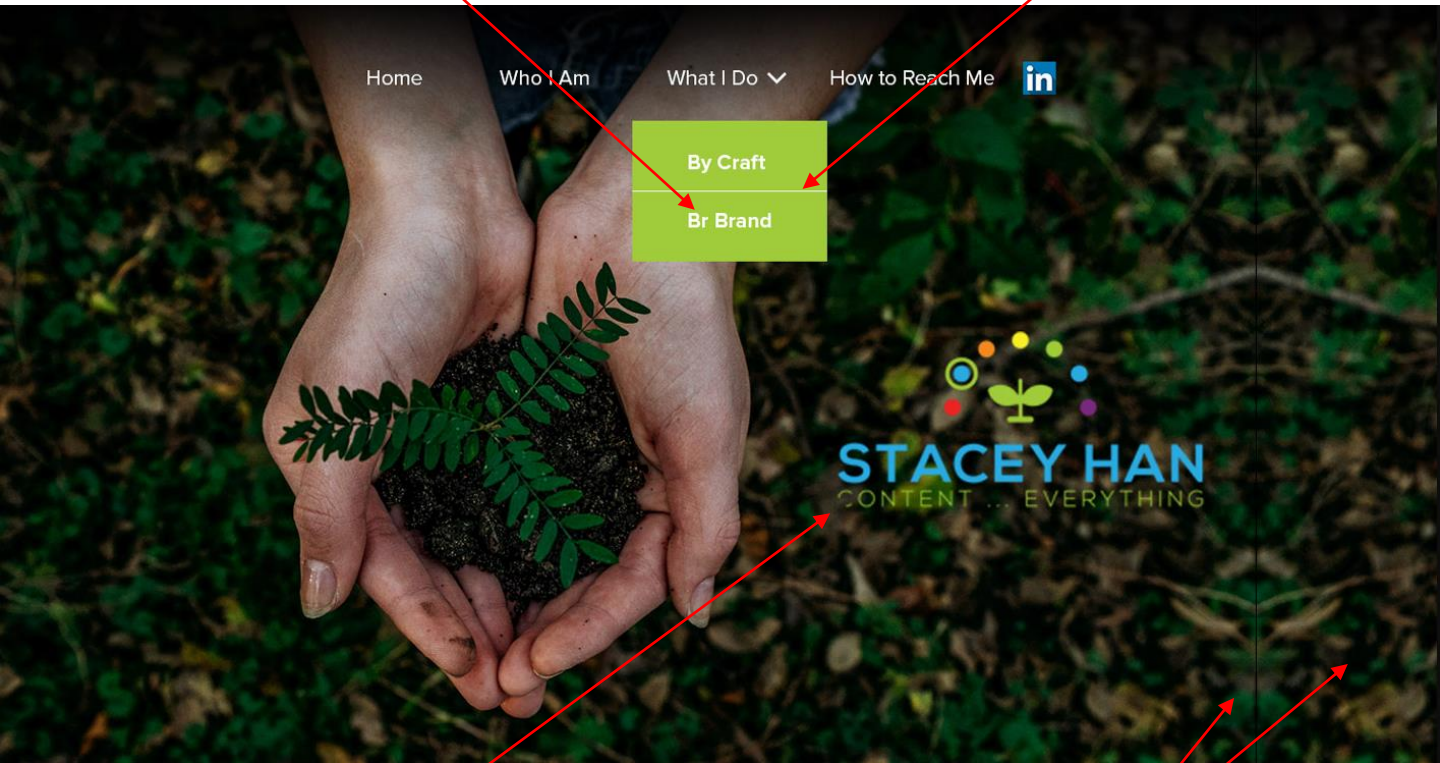 Home Who I Am What I Do How to Reach Me in
By Craft
Br Brand
STACEY HAN
CONTENT ... EVERYTHING